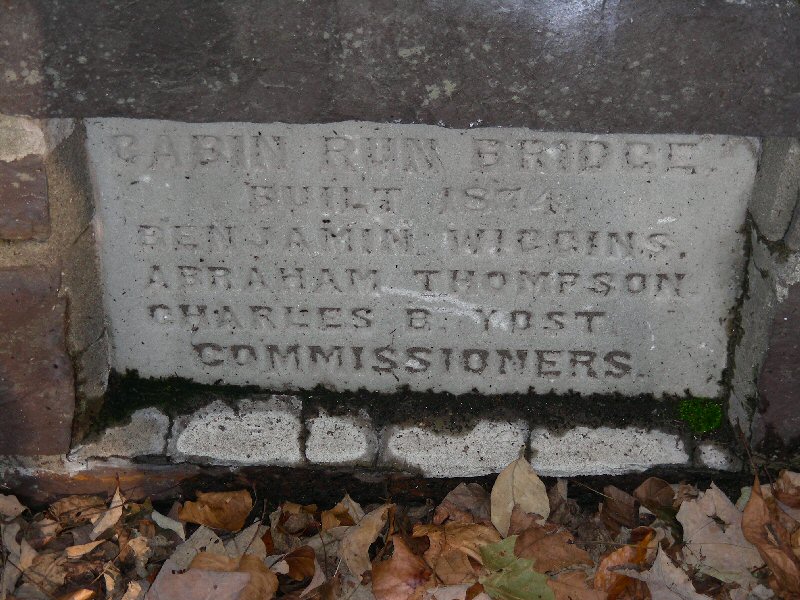 CABIN RUN BRIDGE.
BUILT 1874.
BENJAMIN WIGGINS.
ABRAHAM THOMPSON.
CHARLES B. YOST.
COMMISSIONERS.